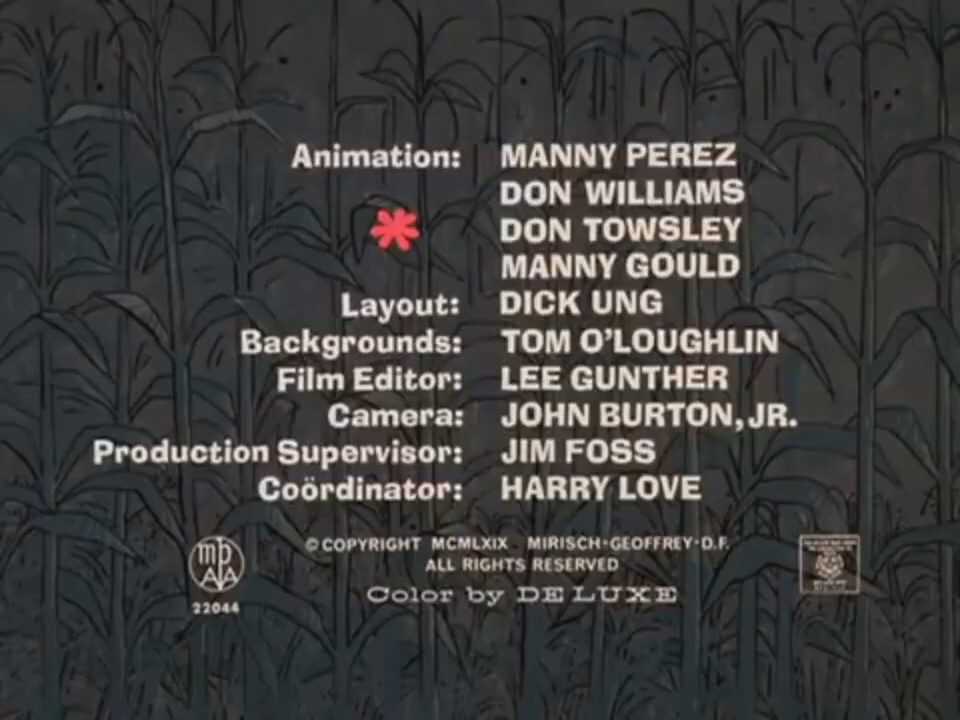 Animation: MANNY PEREZ
DON WILLIAMS
* DON TOWSLEY
MANNY GOULD
Layout: DICK UNG
Backgrounds: TOM O'LOUGHLIN
Film Editor: LEE GUNTHER
Camera: JOHN BURTON, JR.
Production Supervisor: JIM FOSS
Coördinator: HARRY LOVE
© COPYRIGHT MCMLXIX MIRISCH-GEOFFREY-D.F.
ALL RIGHTS RESERVED
Color by DE LUXE
mpAA
22044